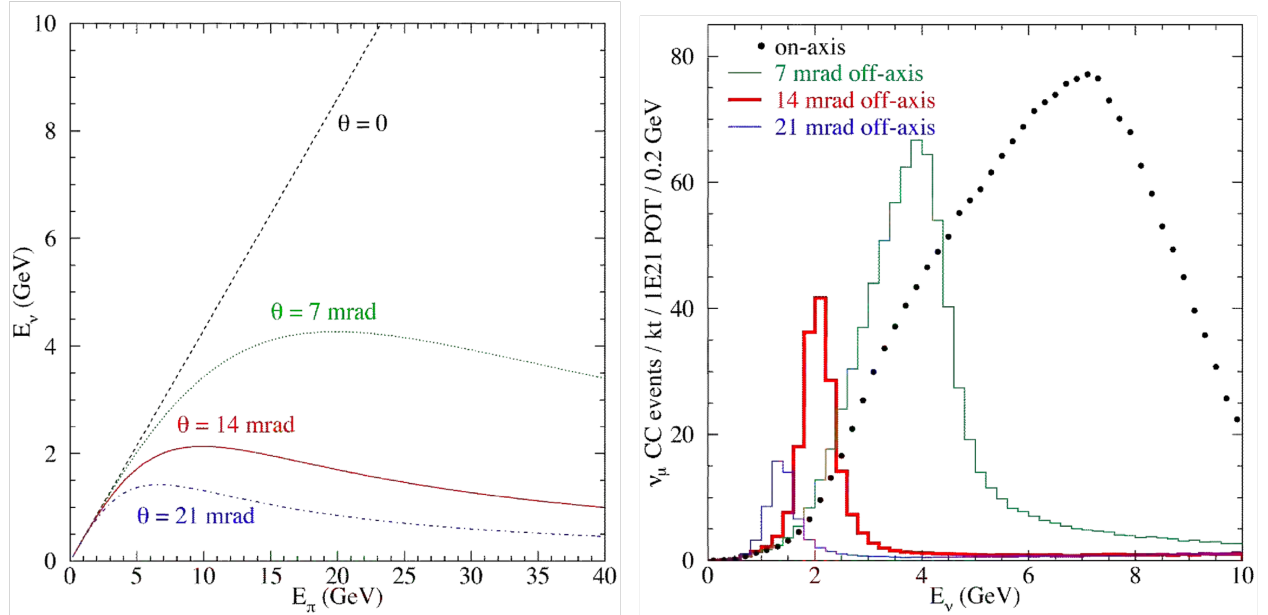 10
8
6
4
2
0
E_ν (GeV)
θ = 0
θ = 7 mrad
θ = 14 mrad
θ = 21 mrad
0 5 10 15 20 25 30 35 40
E_π (GeV)
80
60
40
20
0
ν_μ CC events / kt / 1E21 POT / 0.2 GeV
on-axis
7 mrad off-axis
14 mrad off-axis
21 mrad off-axis
0 2 4 6 8 10
E_ν (GeV)